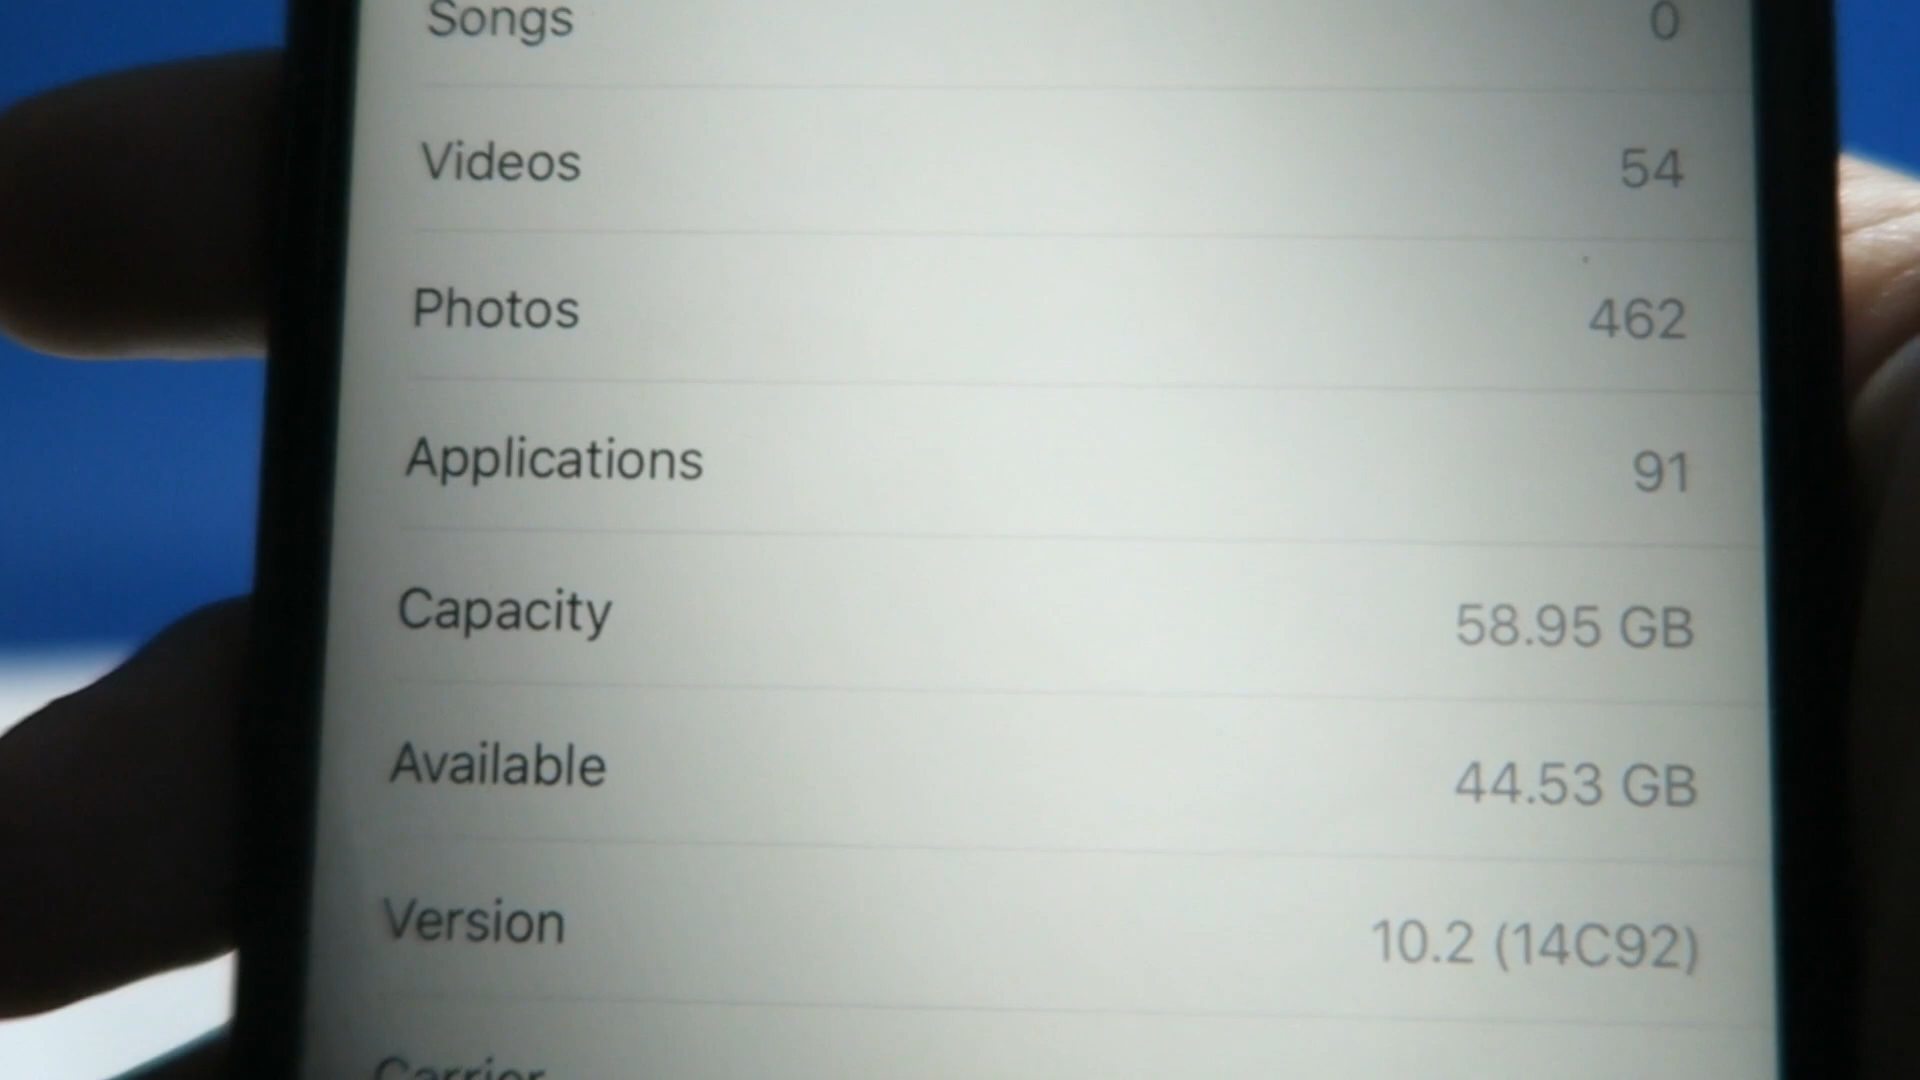 Songs 0
Videos 54
Photos 462
Applications 91
Capacity 58.95 GB
Available 44.53 GB
Version 10.2 (14C92)
Carrier